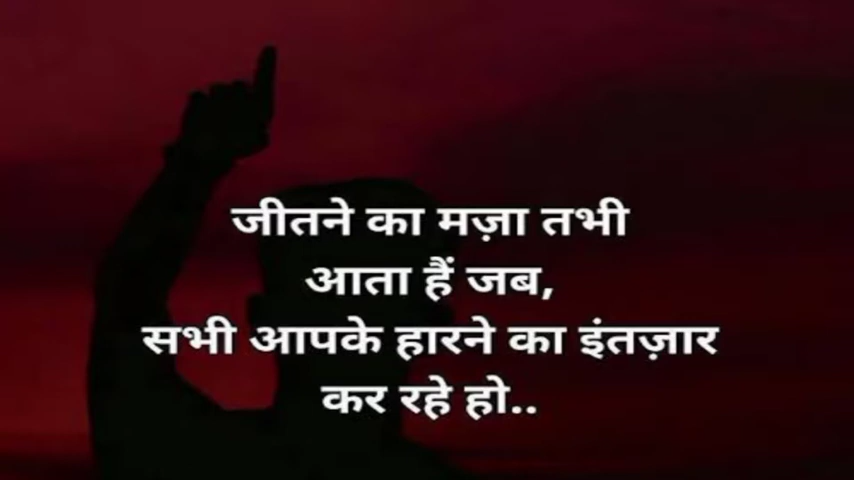 जीतने का मज़ा तभी
आता हैं जब,
सभी आपके हारने का इंतज़ार
कर रहे हो..